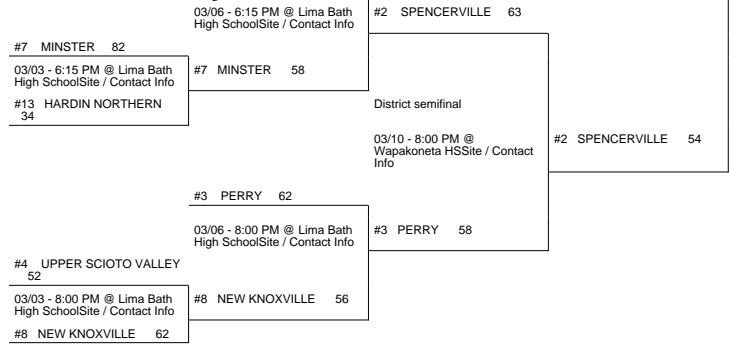 03/06 - 6:15 PM @ Lima Bath
High SchoolSite / Contact Info
#2 SPENCERVILLE 63
#7 MINSTER 82
03/03 - 6:15 PM @ Lima Bath
High SchoolSite / Contact Info
#7 MINSTER 58
#13 HARDIN NORTHERN
34
District semifinal
03/10 - 8:00 PM @
Wapakoneta HSSite / Contact
Info
#2 SPENCERVILLE 54
#3 PERRY 62
03/06 - 8:00 PM @ Lima Bath
High SchoolSite / Contact Info
#3 PERRY 58
#4 UPPER SCIOTO VALLEY
52
03/03 - 8:00 PM @ Lima Bath
High SchoolSite / Contact Info
#8 NEW KNOXVILLE 56
#8 NEW KNOXVILLE 62